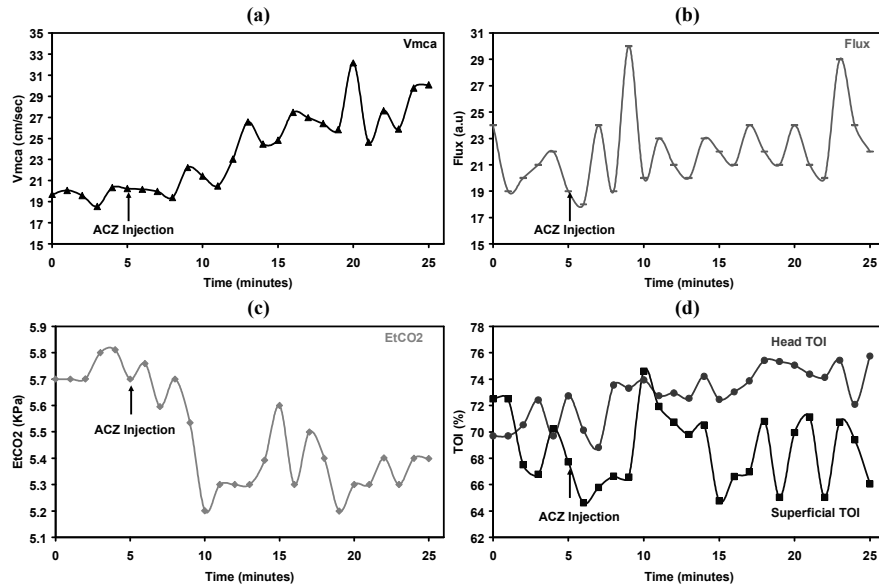 (a)
Vmca
35
33
31
29
27
25
23
21
19
17
15
Vmca (cm/sec)
ACZ Injection
0 5 10 15 20 25
Time (minutes)
(b)
Flux
31
29
27
25
23
21
19
17
15
Flux (a.u)
ACZ Injection
0 5 10 15 20 25
Time (minutes)
(c)
EtCO2
5.9
5.8
5.7
5.6
5.5
5.4
5.3
5.2
5.1
EtCO2 (KPa)
ACZ Injection
0 5 10 15 20 25
Time (minutes)
(d)
Head TOI
78
76
74
72
70
68
66
64
62
TOI (%)
ACZ Injection
Superficial TOI
0 5 10 15 20 25
Time (minutes)